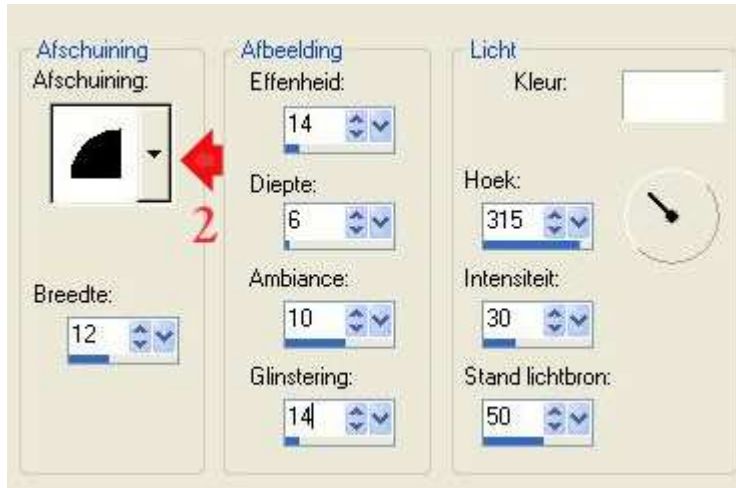 Afschuining
Afschuining:
2
Breedte:
12
Afbeelding
Effenheid:
14
Diepte:
6
Ambiance:
10
Glinstering:
14
Licht
Kleur:
Hoek:
315
Intensiteit:
30
Stand lichtbron:
50